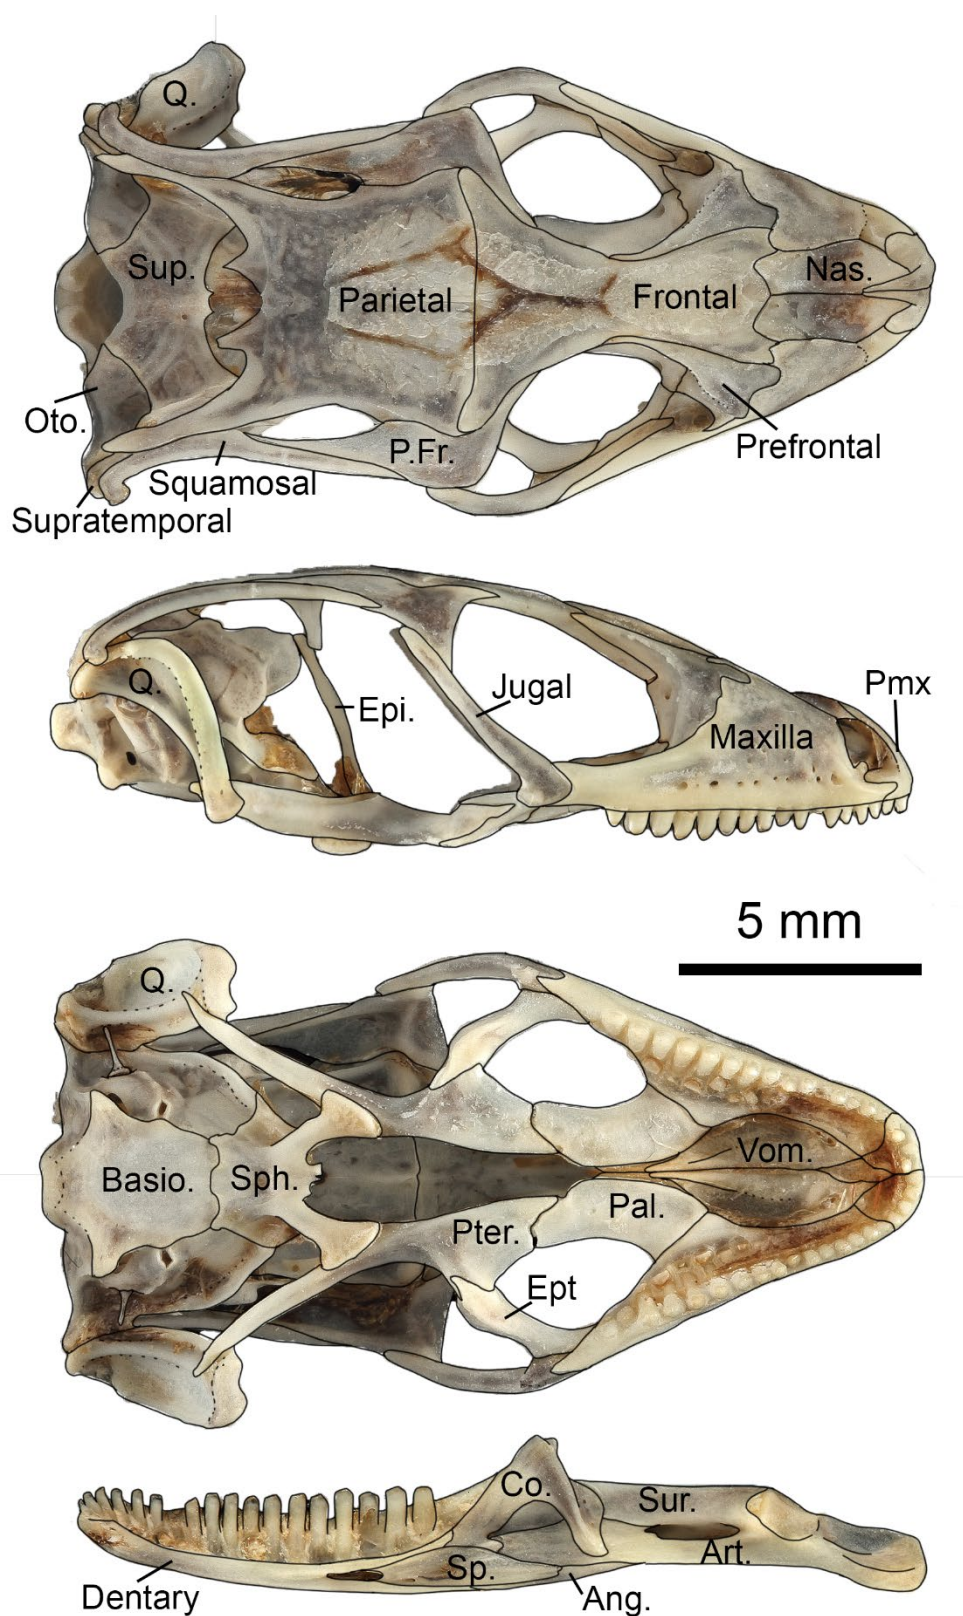 Q.
Sup.
Nas.
Parietal
Frontal
Oto.
P.Fr.
Prefrontal
Squamosal
Supratemporal
Q.
Epi.
Jugal
Pmx
Maxilla
5 mm
Q.
Vom.
Basio.
Sph.
Pal.
Pter.
Ept
Co.
Sur.
Art.
Sp.
Dentary
Ang.